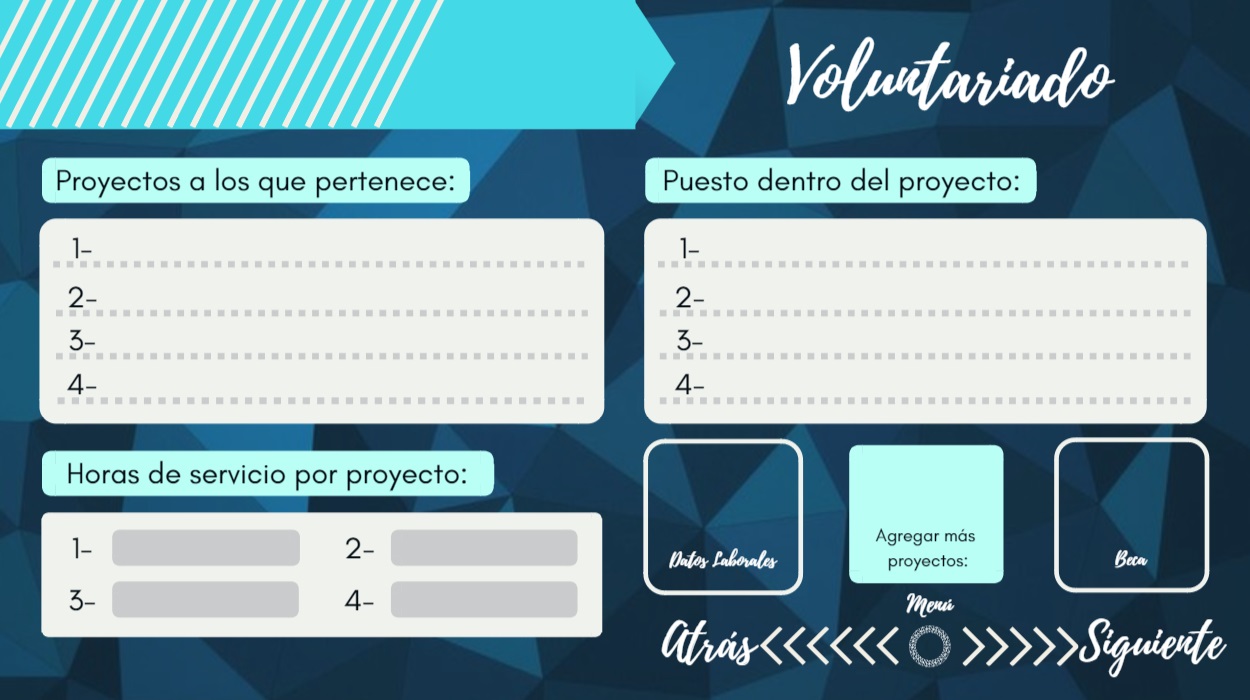 Voluntariado
Proyectos a los que pertenece:
1-
2-
3-
4-
Puesto dentro del proyecto:
1-
2-
3-
4-
Horas de servicio por proyecto:
1- 2-
3- 4-
Datos Laborales
Agregar más
proyectos:
Beca
Menú
Atrás Siguiente